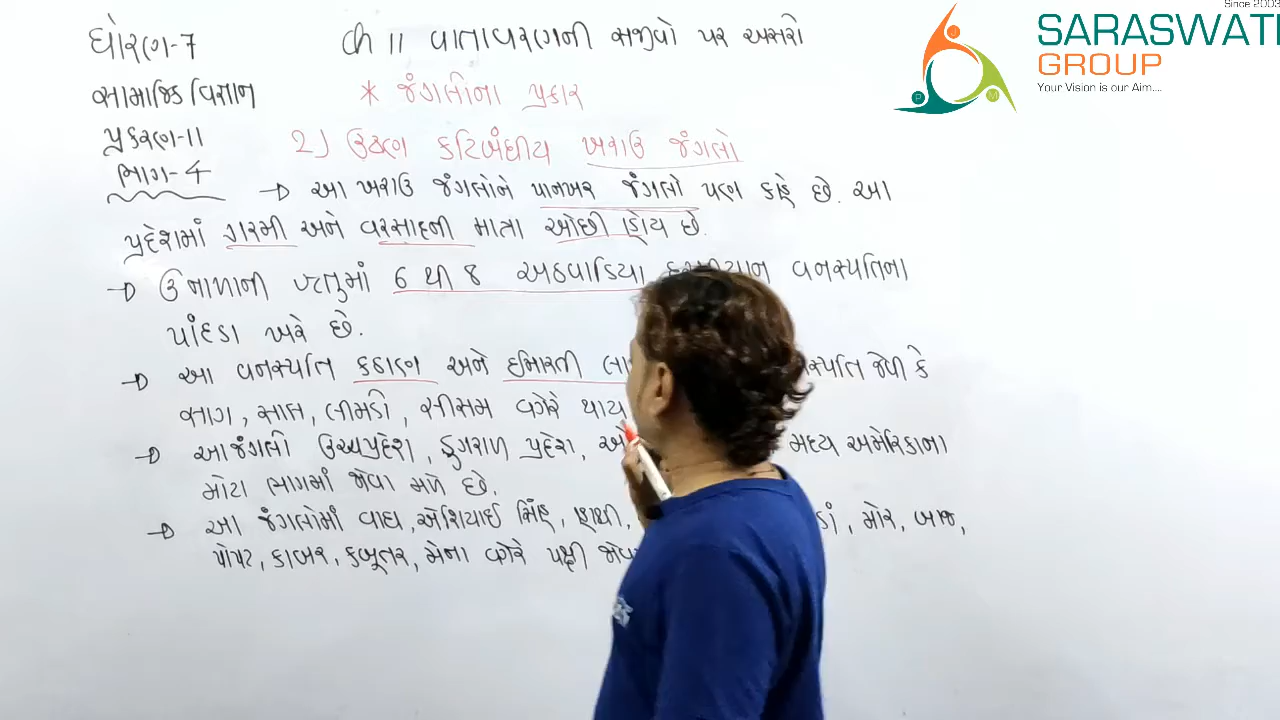 Since 2003
SARASWATI
GROUP
Your Vision is our Aim....
J
P
M
ધોરણ-7
સામાજિક વિજ્ઞાન
પ્રકરણ-11
ભાગ-4
ch 11 વાતાવરણની સજીવો પર અસરો
* જંગલોના પ્રકાર
2) ઉષ્ણ કટિબંધીય ખરાઉ જંગલો
→ આ ખરાઉ જંગલોને પાનખર જંગલો પણ કહે છે. આ
પ્રદેશમાં ગરમી અને વરસાદની માત્રા ઓછી હોય છે.
→ ઉનાળાની ઋતુમાં 6 થી 8 અઠવાડિયા વનસ્પતિના
પાંદડા ખરે છે.
→ આ વનસ્પતિ કઠણ અને ઇમારતી જેવી કે
સાગ, સાલ, લીમડો, સીસમ વગેરે થાય
→ આ જંગલો ઉચ્ચપ્રદેશ, ડુંગરાળ પ્રદેશ, મધ્ય અમેરિકાના
મોટા ભાગમાં જોવા મળે છે.
→ આ જંગલોમાં વાઘ, એશિયાઈ સિંહ, હાથી, મોર, બાજ,
પોપટ, કાબર, કબૂતર, મેના વગેરે પક્ષી